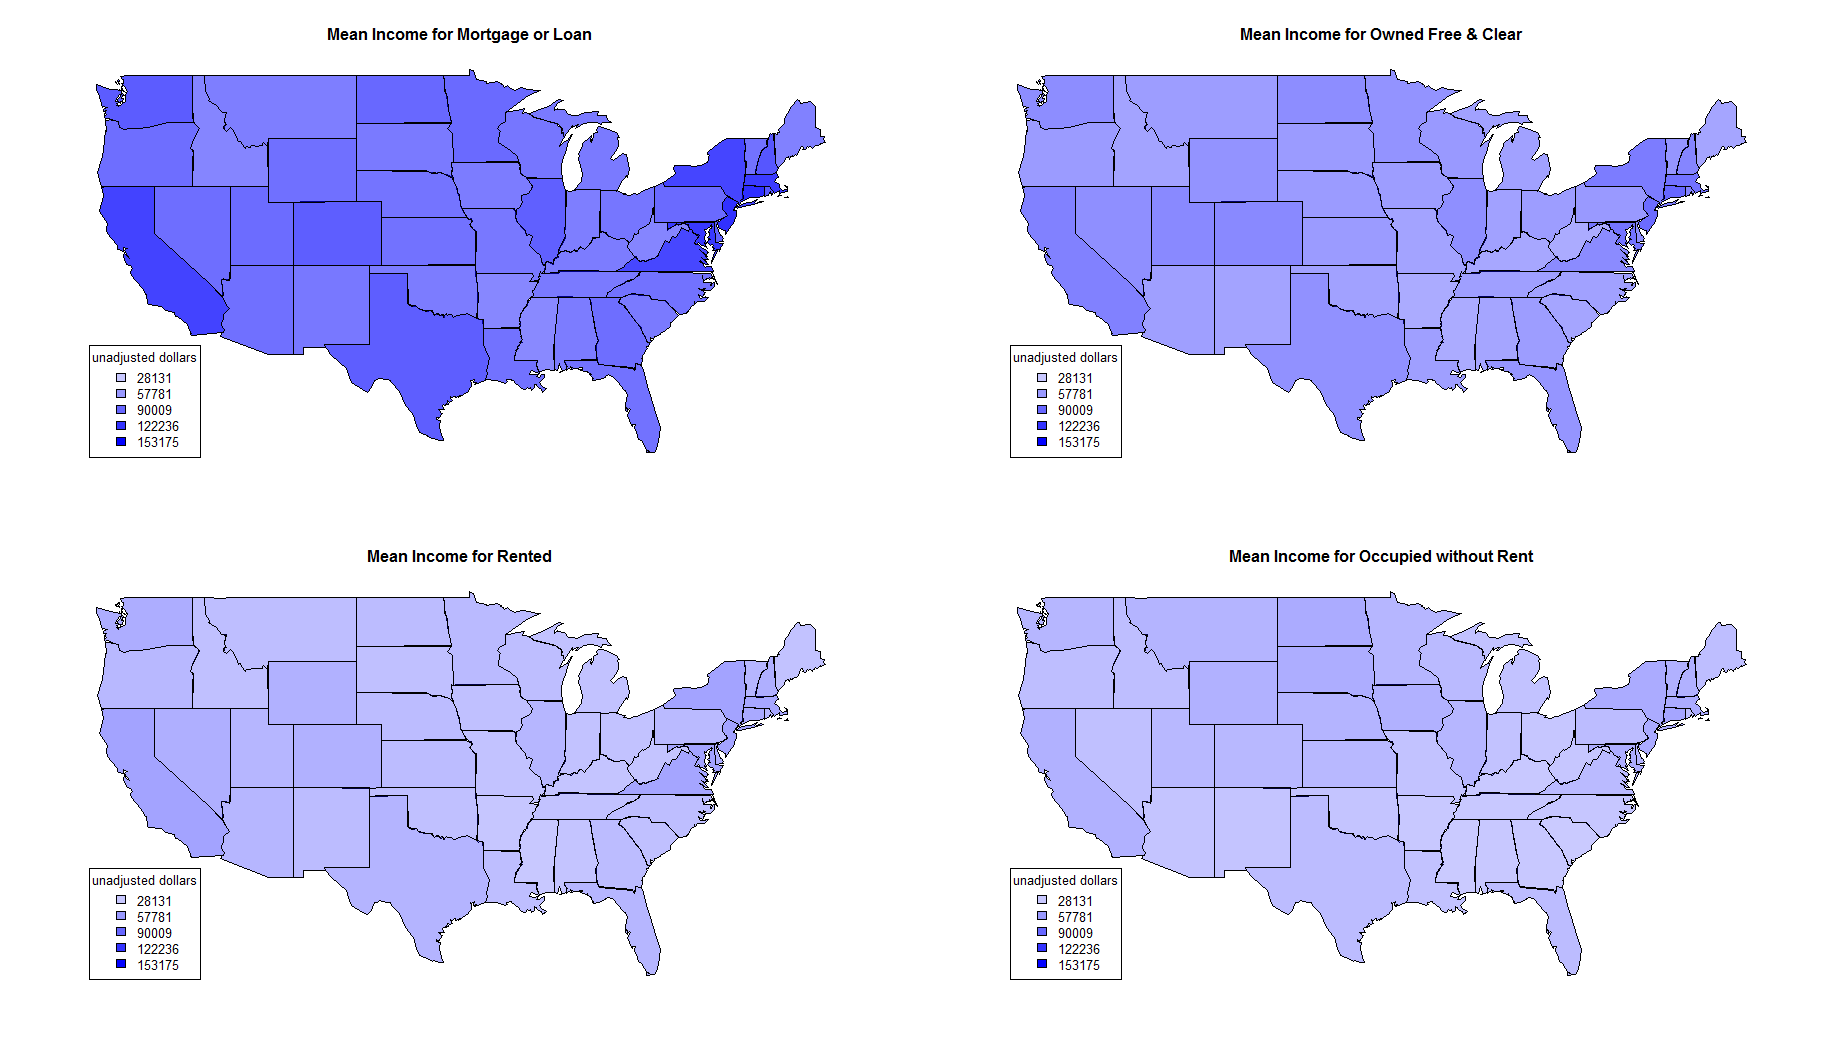 Mean Income for Mortgage or Loan
unadjusted dollars
28131
57781
90009
122236
153175
Mean Income for Owned Free & Clear
unadjusted dollars
28131
57781
90009
122236
153175
Mean Income for Rented
unadjusted dollars
28131
57781
90009
122236
153175
Mean Income for Occupied without Rent
unadjusted dollars
28131
57781
90009
122236
153175